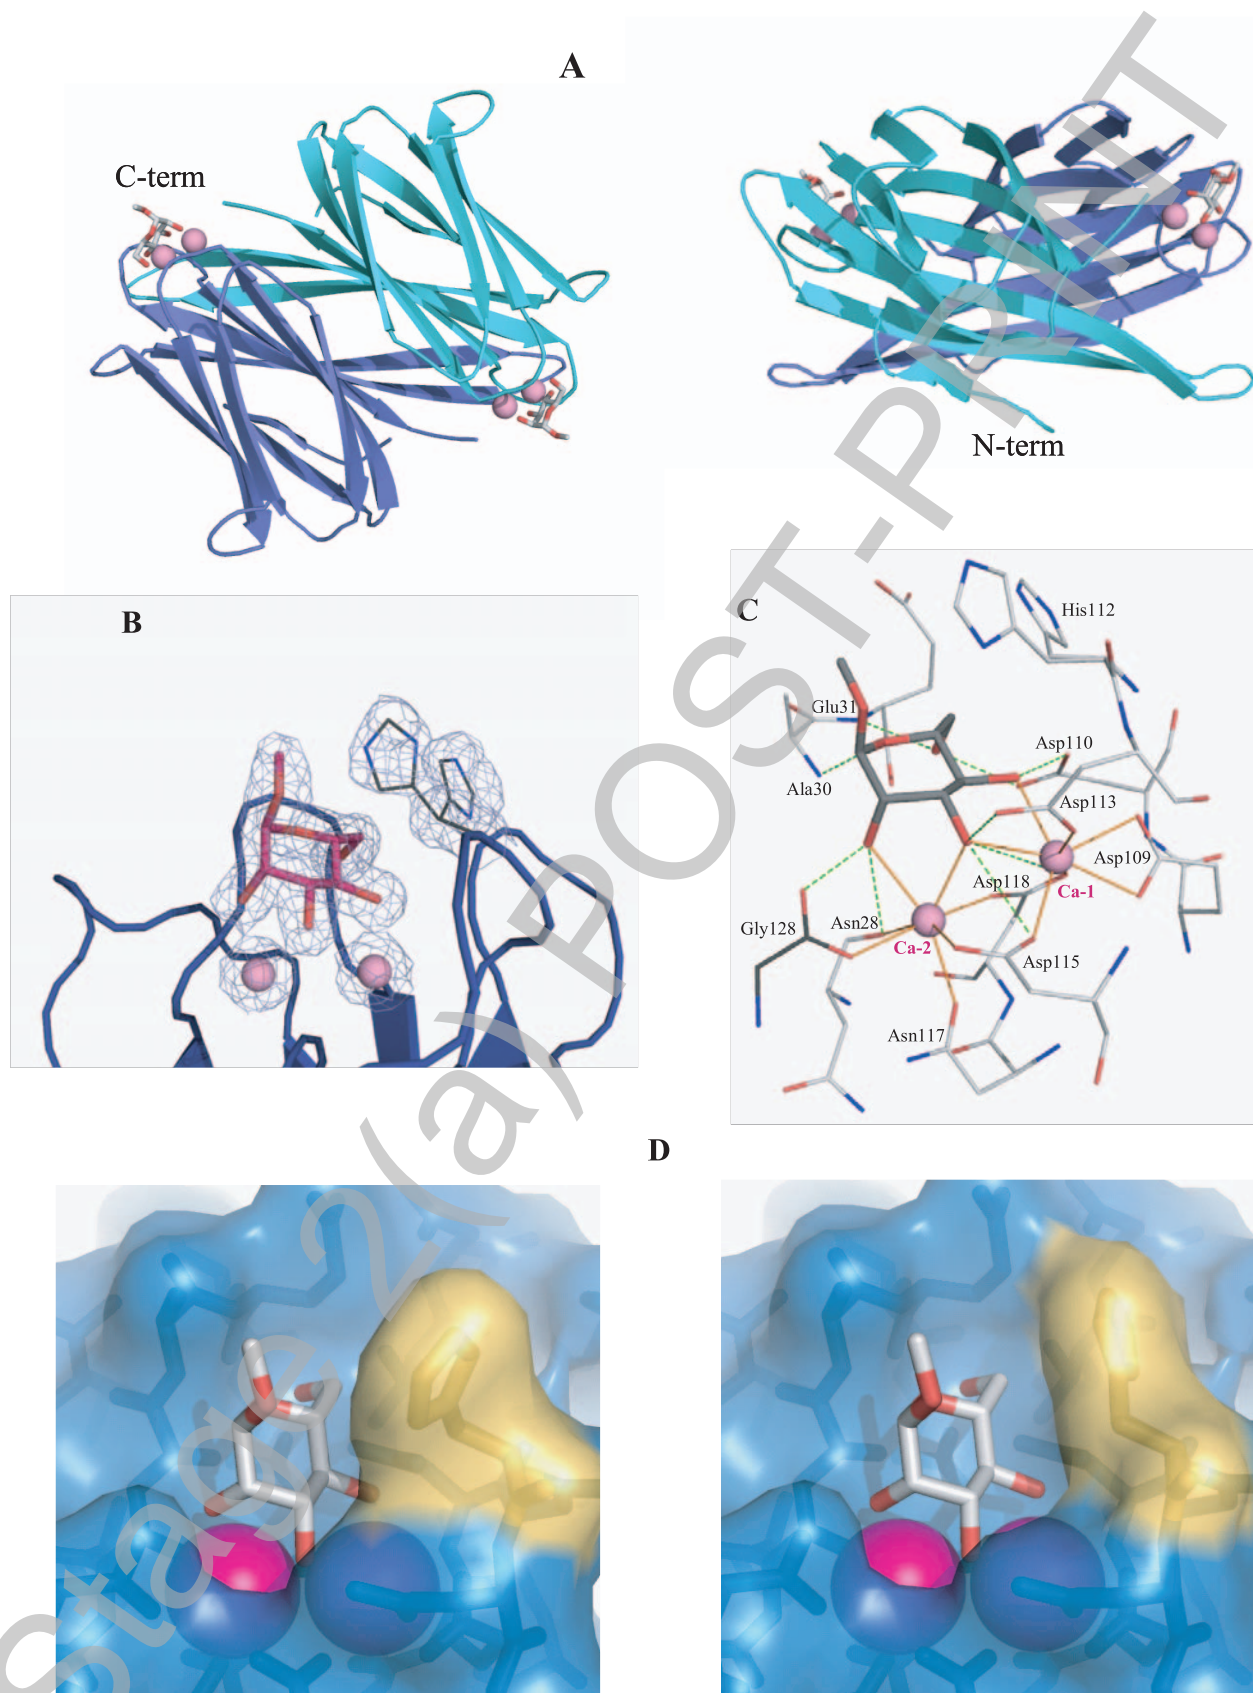 A
C-term
N-term
B
C
His112
Glu31
Asp110
Ala30
Asp113
Asp109
Asp118
Ca-1
Gly128
Asn28
Ca-2
Asp115
Asn117
D
Stage 2(a) POST-PRINT